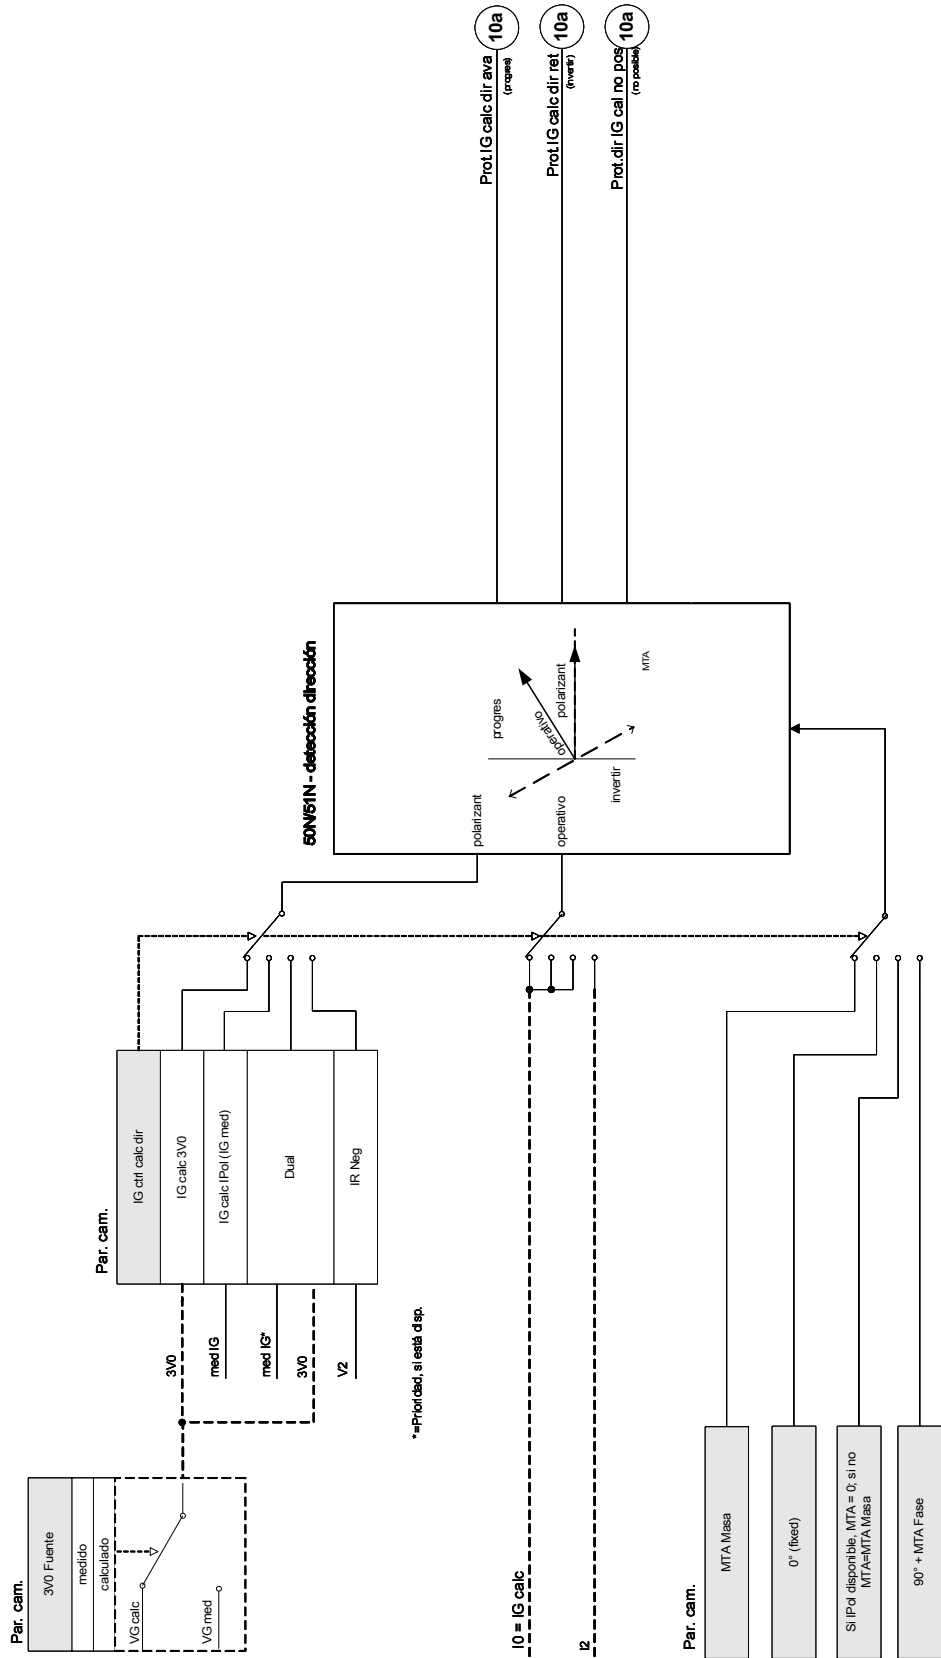 10a
10a
10a
Prot.IG calc dir ava
(progres)
Prot.IG calc dir ret
(invertir)
Prot.dir IG cal no pos
(no posible)
50N/51N - detección dirección
progres
operativo
polarizant
MTA
invertir
polarizant
operativo
Par. cam.
IG ctrl calc dir
IG calc 3V0
IG calc IPol (IG med)
Dual
IR Neg
3V0
med IG
med IG*
3V0
V2
*=Prioridad, si está disp.
Par. cam.
3V0 Fuente
medido
calculado
VG calc
VG med
I0 = IG calc
I2
Par. cam.
MTA Masa
0° (fixed)
Si IPol disponible, MTA = 0; si no
MTA=MTA Masa
90° + MTA Fase